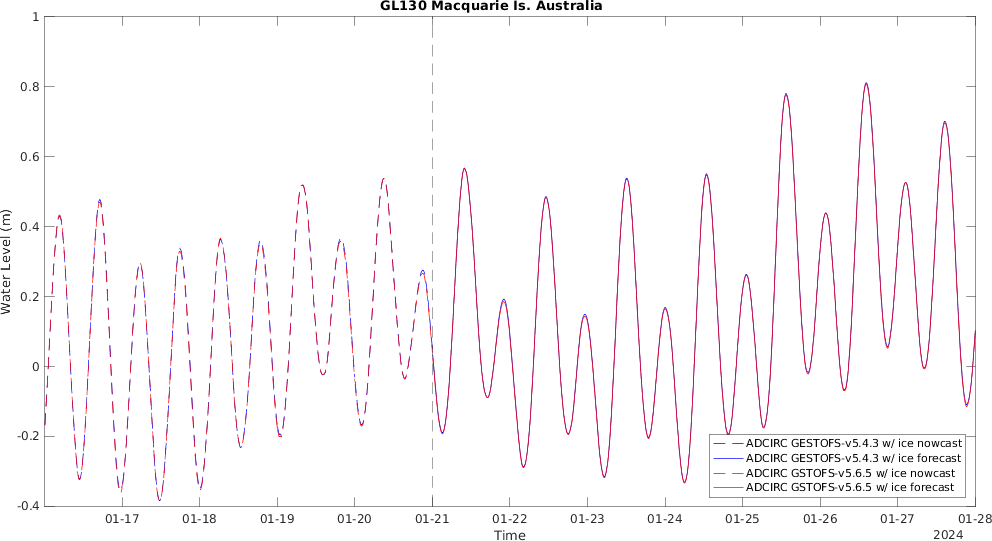 GL130 Macquarie Is. Australia
1
0.8
0.6
0.4
0.2
0
-0.2
-0.4
Water Level (m)
ADCIRC GESTOFS-v5.4.3 w/ ice nowcast
ADCIRC GESTOFS-v5.4.3 w/ ice forecast
ADCIRC GSTOFS-v5.6.5 w/ ice nowcast
ADCIRC GSTOFS-v5.6.5 w/ ice forecast
01-17 01-18 01-19 01-20 01-21 01-22 01-23 01-24 01-25 01-26 01-27 01-28
Time
2024